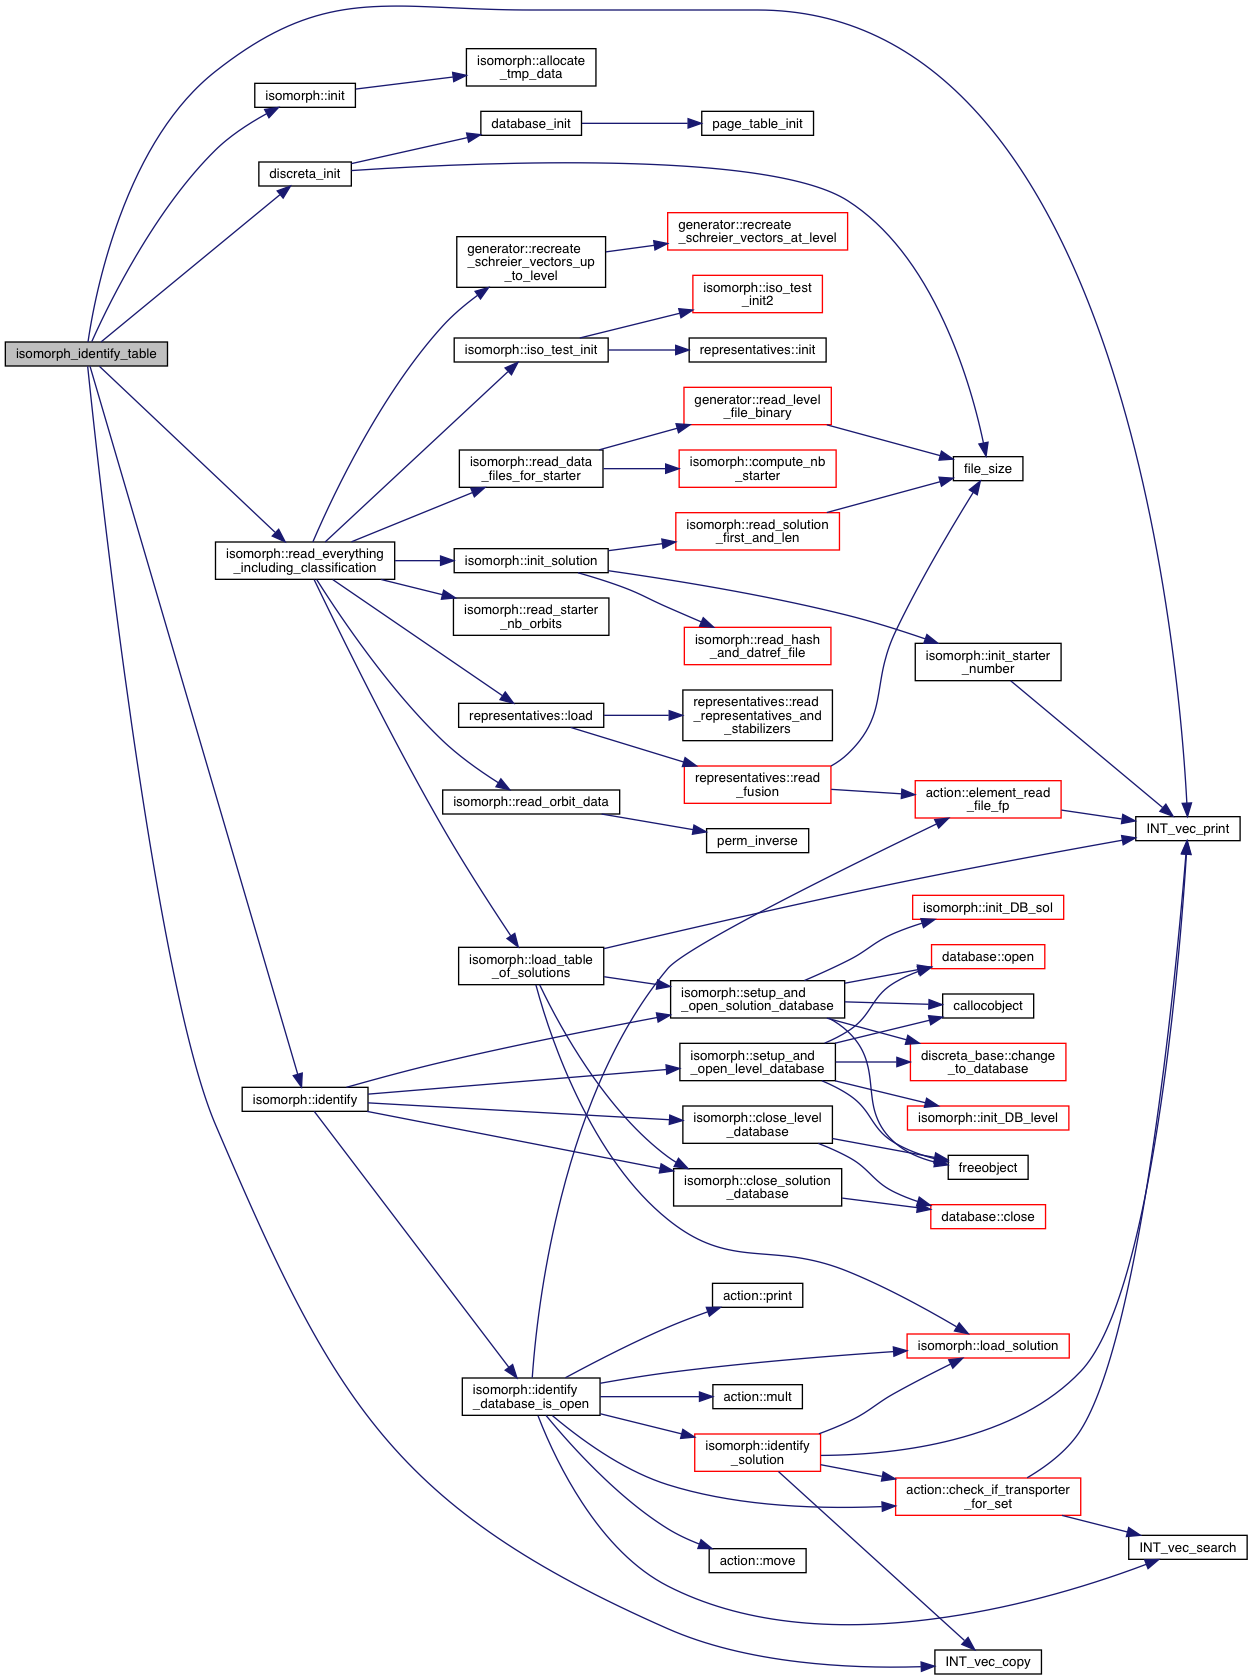 isomorph::allocate
_tmp_data
isomorph::init
database_init
page_table_init
discreta_init
generator::recreate
_schreier_vectors_at_level
generator::recreate
_schreier_vectors_up
_to_level
isomorph::iso_test
_init2
isomorph_identify_table
isomorph::iso_test_init
representatives::init
generator::read_level
_file_binary
isomorph::read_data
_files_for_starter
isomorph::compute_nb
_starter
file_size
isomorph::read_solution
_first_and_len
isomorph::read_everything
_including_classification
isomorph::init_solution
isomorph::read_starter
_nb_orbits
isomorph::read_hash
_and_datref_file
isomorph::init_starter
_number
representatives::load
representatives::read
_representatives_and
_stabilizers
representatives::read
_fusion
action::element_read
_file_fp
isomorph::read_orbit_data
perm_inverse
INT_vec_print
isomorph::init_DB_sol
isomorph::load_table
_of_solutions
database::open
isomorph::setup_and
_open_solution_database
callocobject
isomorph::setup_and
_open_level_database
discreta_base::change
_to_database
isomorph::identify
isomorph::init_DB_level
isomorph::close_level
_database
freeobject
isomorph::close_solution
_database
database::close
action::print
isomorph::load_solution
isomorph::identify
_database_is_open
action::mult
isomorph::identify
_solution
action::check_if_transporter
_for_set
INT_vec_search
action::move
INT_vec_copy